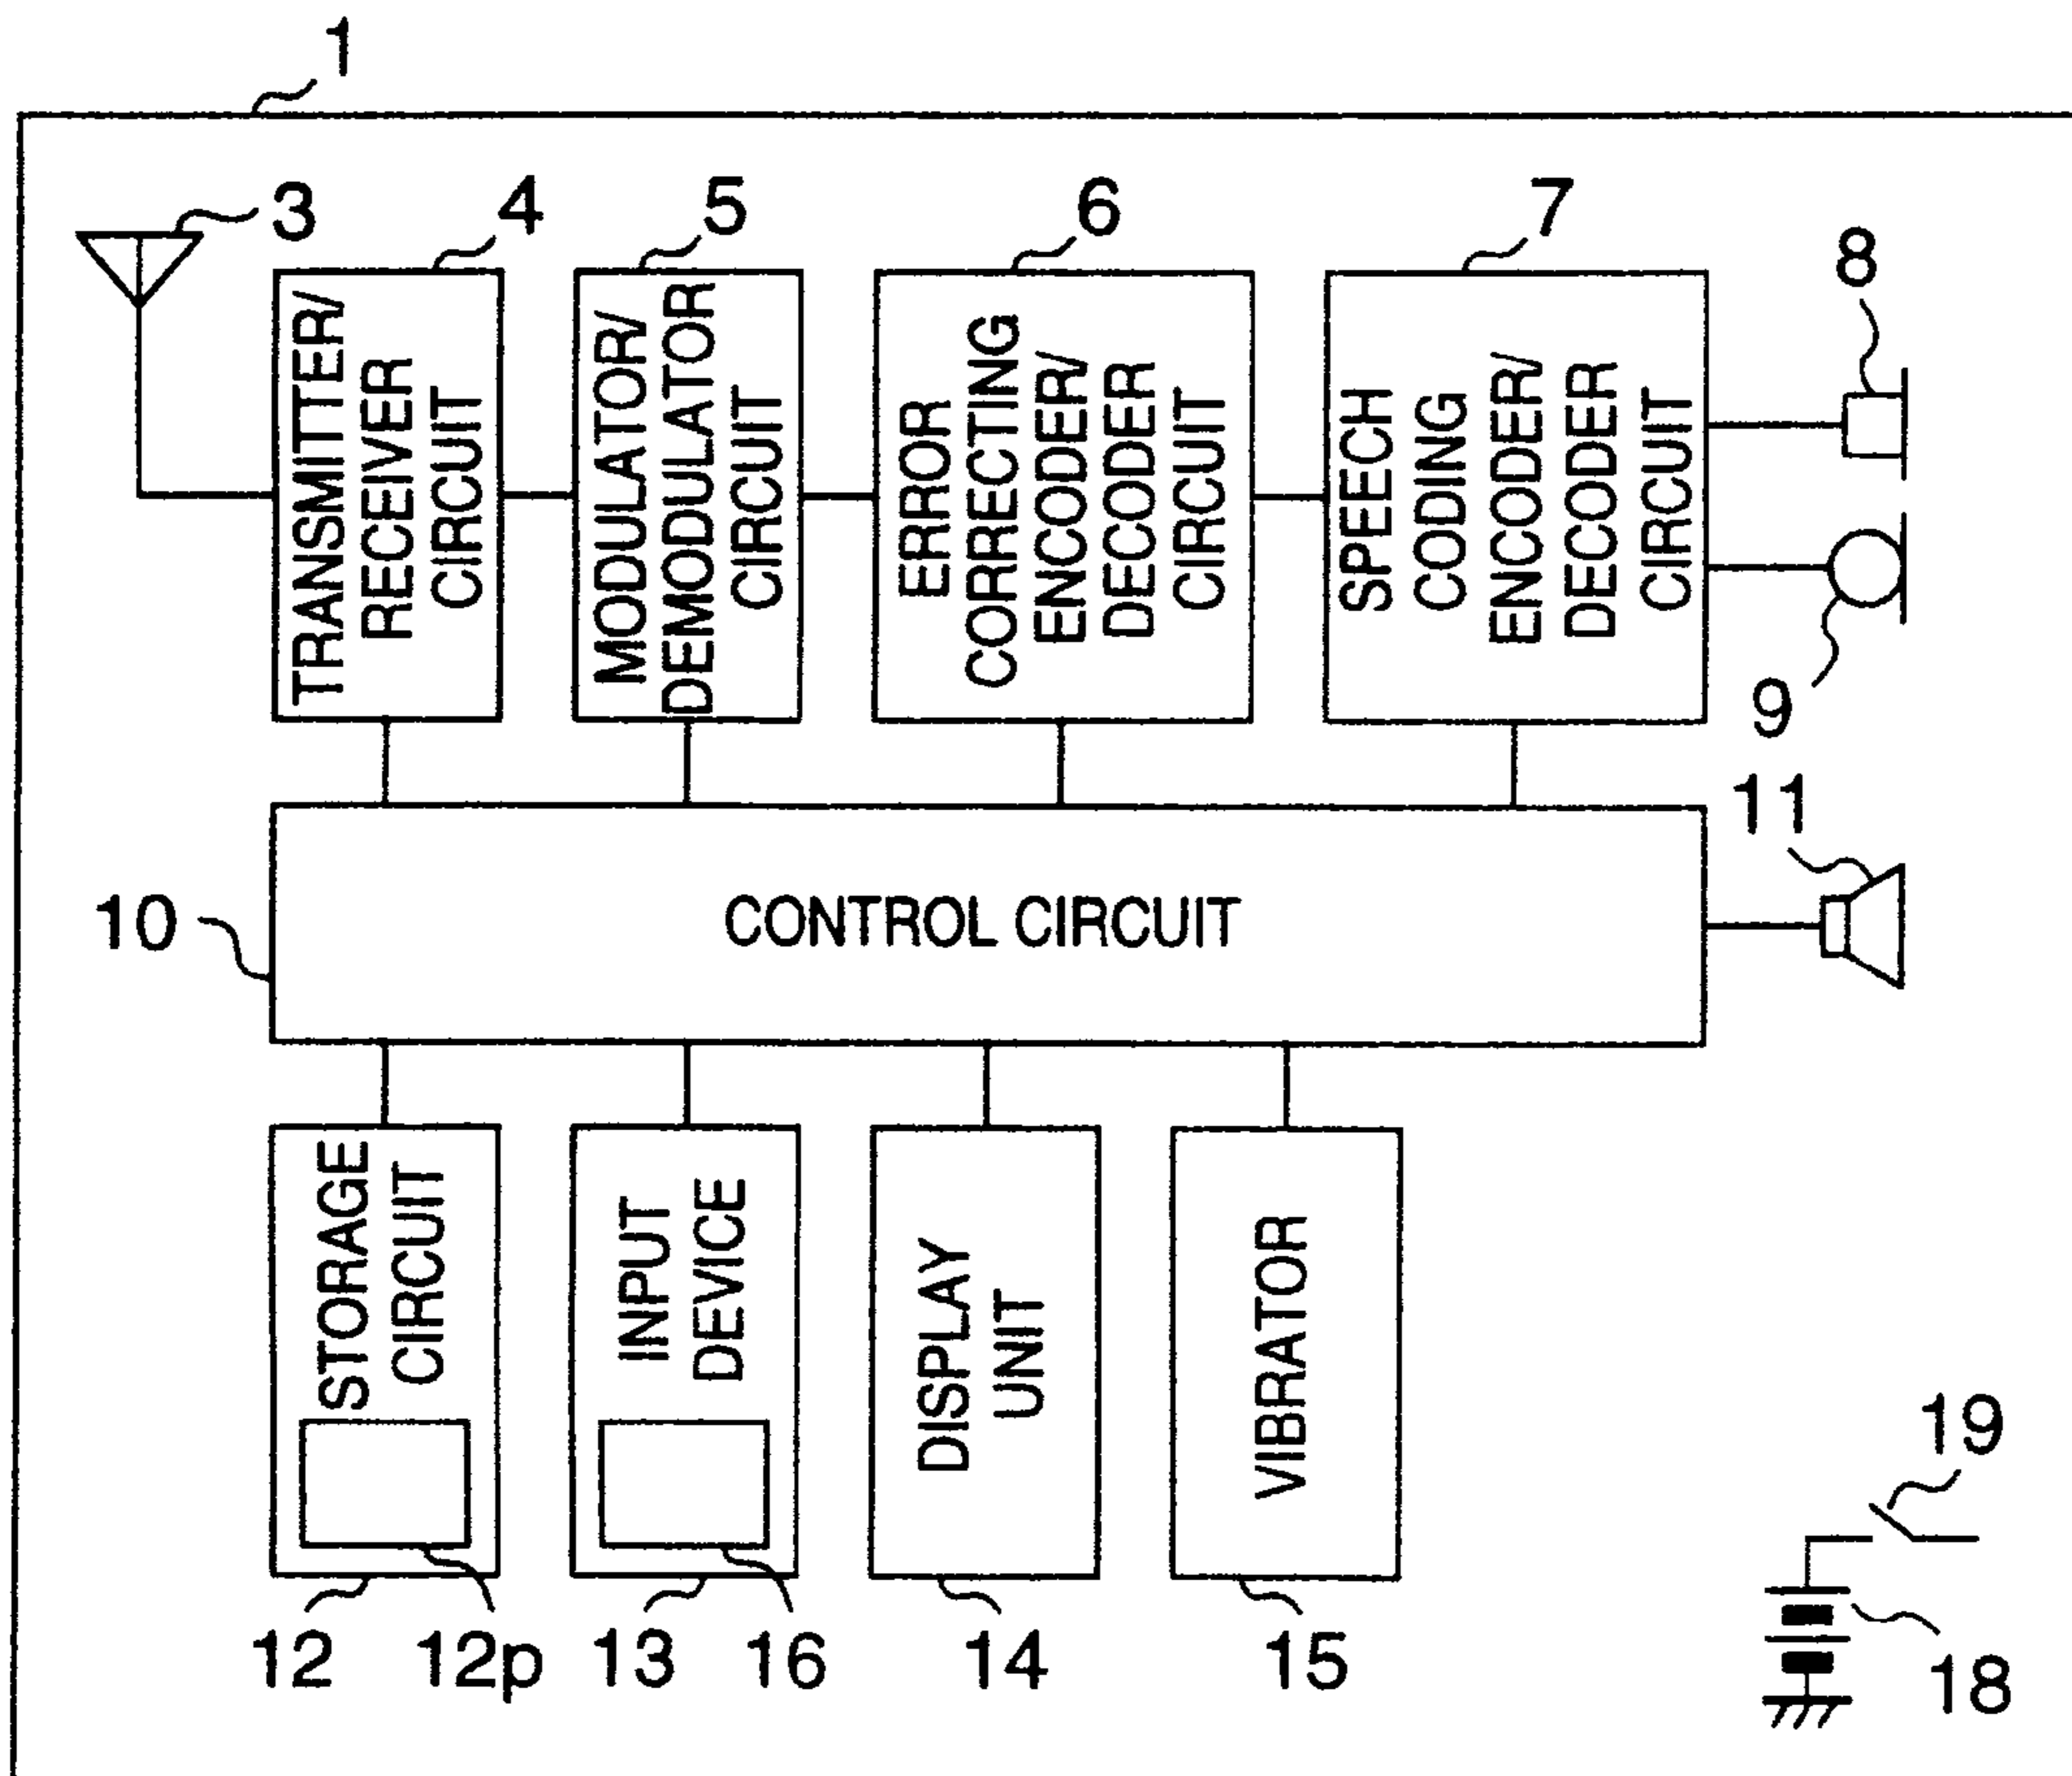 1
3
4
5
6
7
8
TRANSMITTER/
RECEIVER
CIRCUIT
MODULATOR/
DEMODULATOR
CIRCUIT
ERROR
CORRECTING
ENCODER/
DECODER
CIRCUIT
SPEECH
CODING
ENCODER/
DECODER
CIRCUIT
9
11
10
CONTROL CIRCUIT
STORAGE
CIRCUIT
INPUT
DEVICE
DISPLAY
UNIT
VIBRATOR
19
12
12p
13
16
14
15
18